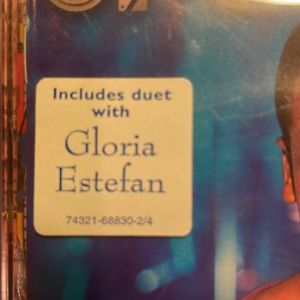 Includes duet
with
Gloria
Estefan
74321-68830-2/4